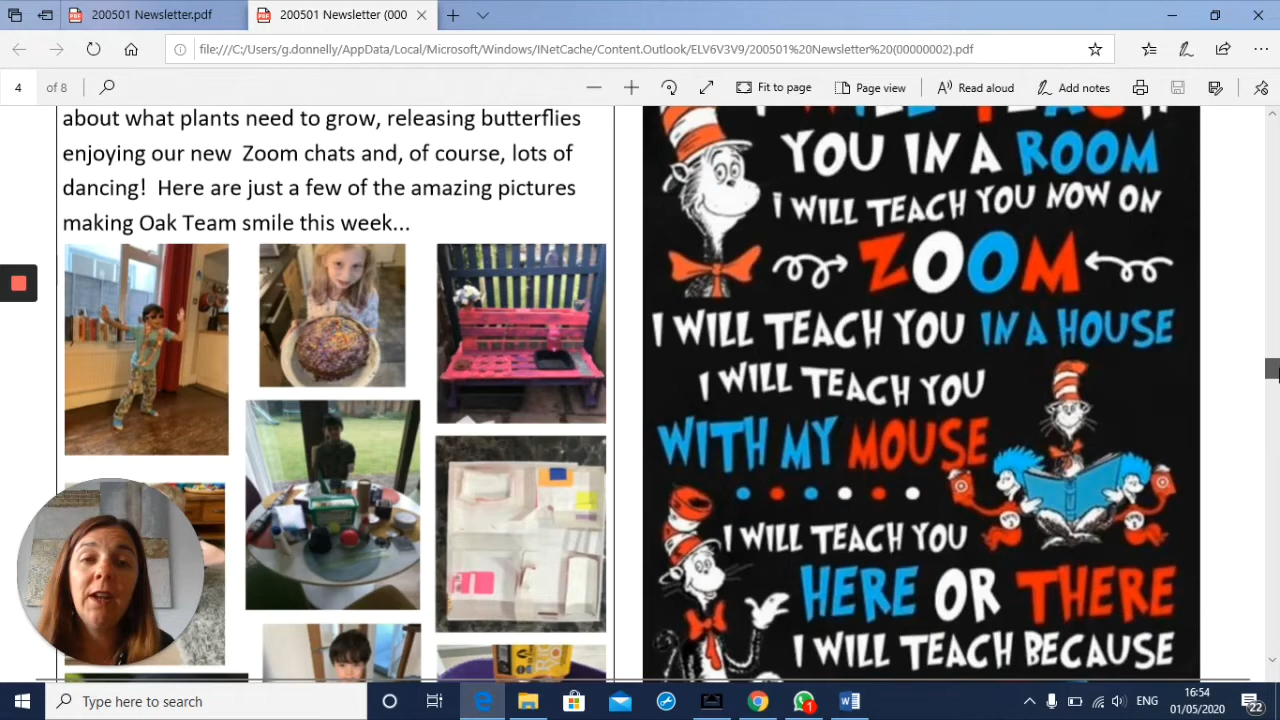 200501 Newsletter.pdf
200501 Newsletter (000
file:///C:/Users/g.donnelly/AppData/Local/Microsoft/Windows/INetCache/Content.Outlook/ELV6V3V9/200501%20Newsletter%20(00000002).pdf
4 of 8
Fit to page
Page view
Read aloud
Add notes
about what plants need to grow, releasing butterflies
enjoying our new Zoom chats and, of course, lots of
dancing! Here are just a few of the amazing pictures
making Oak Team smile this week...
I WILL TEACH
YOU IN A ROOM
I WILL TEACH YOU NOW ON
ZOOM
I WILL TEACH YOU IN A HOUSE
I WILL TEACH YOU
WITH MY MOUSE
I WILL TEACH YOU
HERE OR THERE
I WILL TEACH BECAUSE
Type here to search
1
ENG
16:54
01/05/2020
22